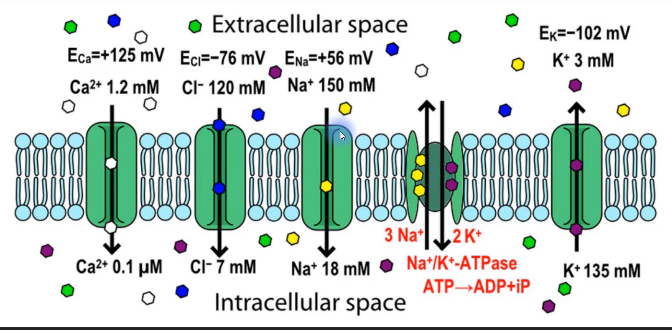 Extracellular space
E_Ca=+125 mV
Ca²⁺ 1.2 mM
E_Cl=−76 mV
Cl⁻ 120 mM
E_Na=+56 mV
Na⁺ 150 mM
E_K=−102 mV
K⁺ 3 mM
3 Na⁺
2 K⁺
Na⁺/K⁺-ATPase
ATP→ADP+iP
Ca²⁺ 0.1 µM
Cl⁻ 7 mM
Na⁺ 18 mM
K⁺ 135 mM
Intracellular space